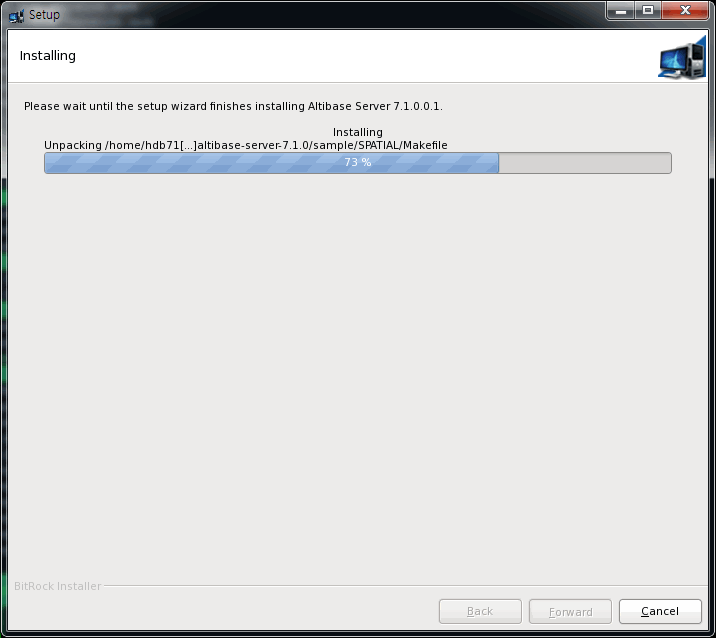 Setup
Installing
Please wait until the setup wizard finishes installing Altibase Server 7.1.0.0.1.
Installing
Unpacking /home/hdb71[...]altibase-server-7.1.0/sample/SPATIAL/Makefile
73 %
BitRock Installer
Back
Forward
Cancel